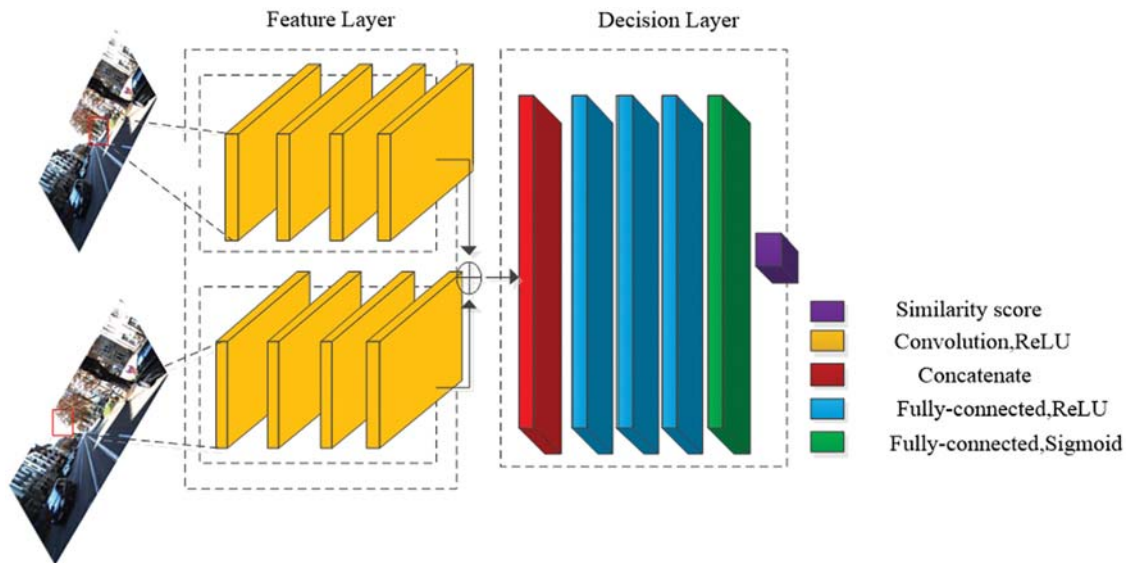 Feature Layer
Decision Layer
Similarity score
Convolution,ReLU
Concatenate
Fully-connected,ReLU
Fully-connected,Sigmoid